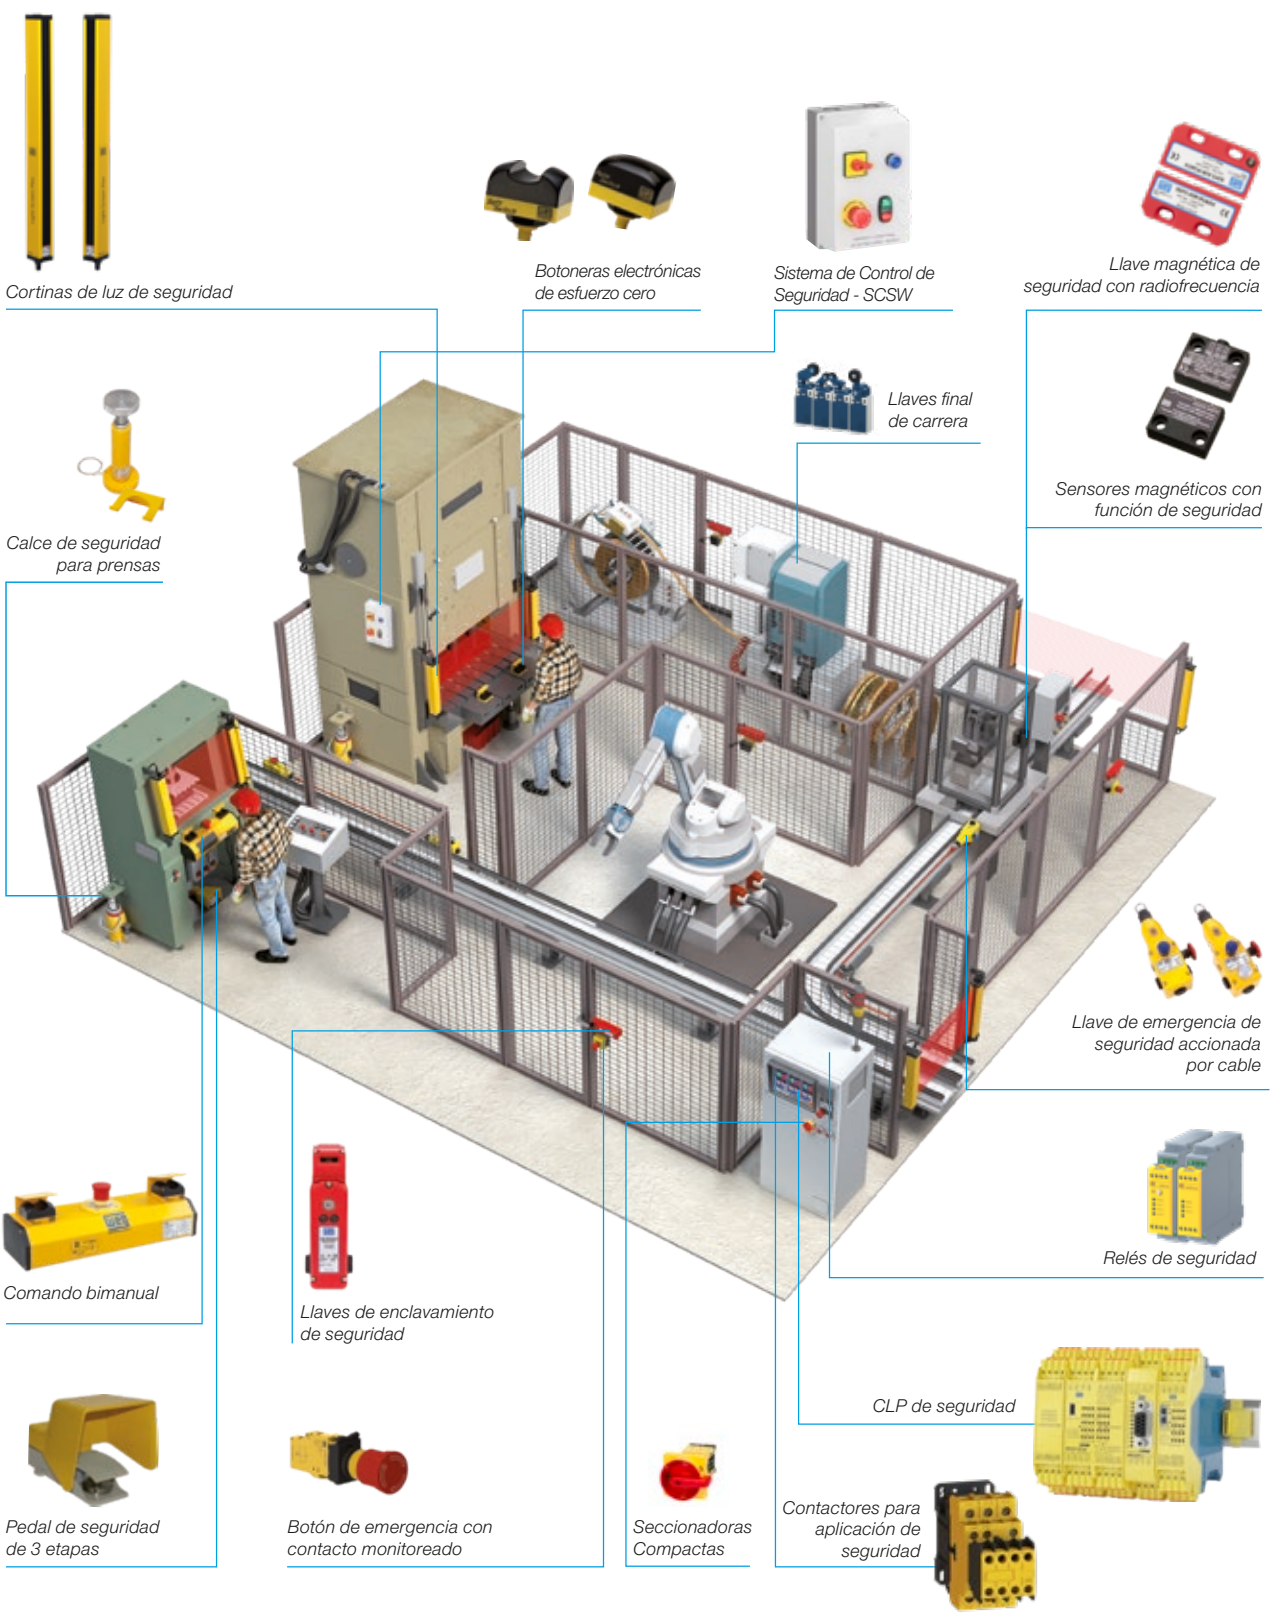 Cortinas de luz de seguridad
Botoneras electrónicas
de esfuerzo cero
Sistema de Control de
Seguridad - SCSW
Llave magnética de
seguridad con radiofrecuencia
Llaves final
de carrera
Sensores magnéticos con
función de seguridad
Calce de seguridad
para prensas
Llave de emergencia de
seguridad accionada
por cable
Relés de seguridad
Comando bimanual
Llaves de enclavamiento
de seguridad
CLP de seguridad
Pedal de seguridad
de 3 etapas
Botón de emergencia con
contacto monitoreado
Seccionadoras
Compactas
Contactores para
aplicación de
seguridad